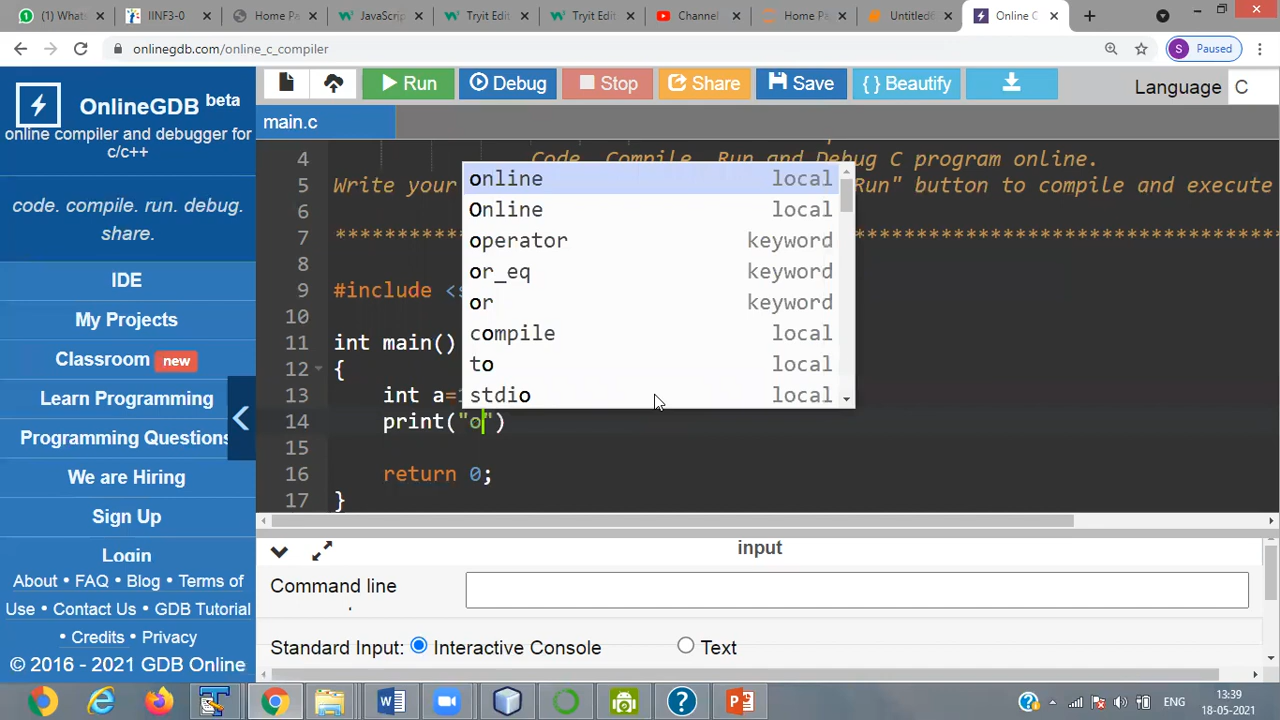 (1) Whats
IINF3-0
Home Pa
JavaScrip
Tryit Edit
Tryit Edit
Channel
Home Pa
Untitled
Online C
onlinegdb.com/online_c_compiler
S Paused
OnlineGDB beta
online compiler and debugger for
c/c++
code. compile. run. debug.
share.
IDE
My Projects
Classroom new
Learn Programming
Programming Questions
We are Hiring
Sign Up
Login
About • FAQ • Blog • Terms of
Use • Contact Us • GDB Tutorial
• Credits • Privacy
© 2016 - 2021 GDB Online
Run Debug Stop Share Save { } Beautify Language C
main.c
4 Code, Compile, Run and Debug C program online.
5 Write your Run" button to compile and execute
6
7 **********
8
9 #include <s
10
11 int main()
12 {
13 int a=
14 print("o")
15
16 return 0;
17 }
online local
Online local
operator keyword
or_eq keyword
or keyword
compile local
to local
stdio local
input
Command line
Standard Input: Interactive Console Text
ENG
13:39
18-05-2021